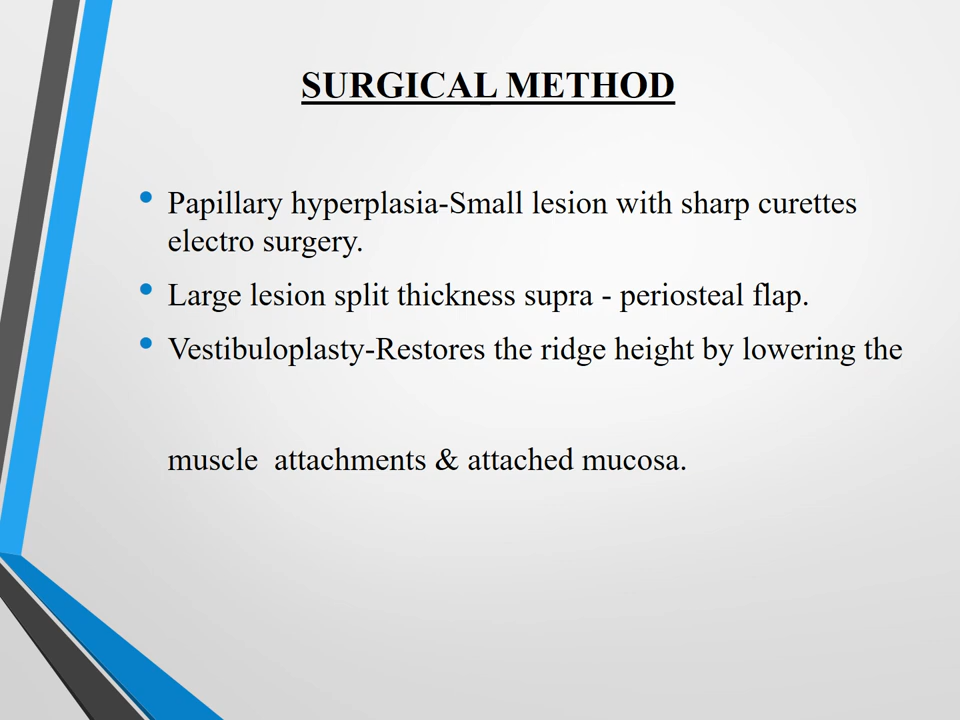 SURGICAL METHOD
• Papillary hyperplasia-Small lesion with sharp curettes
electro surgery.
• Large lesion split thickness supra - periosteal flap.
• Vestibuloplasty-Restores the ridge height by lowering the
muscle  attachments & attached mucosa.